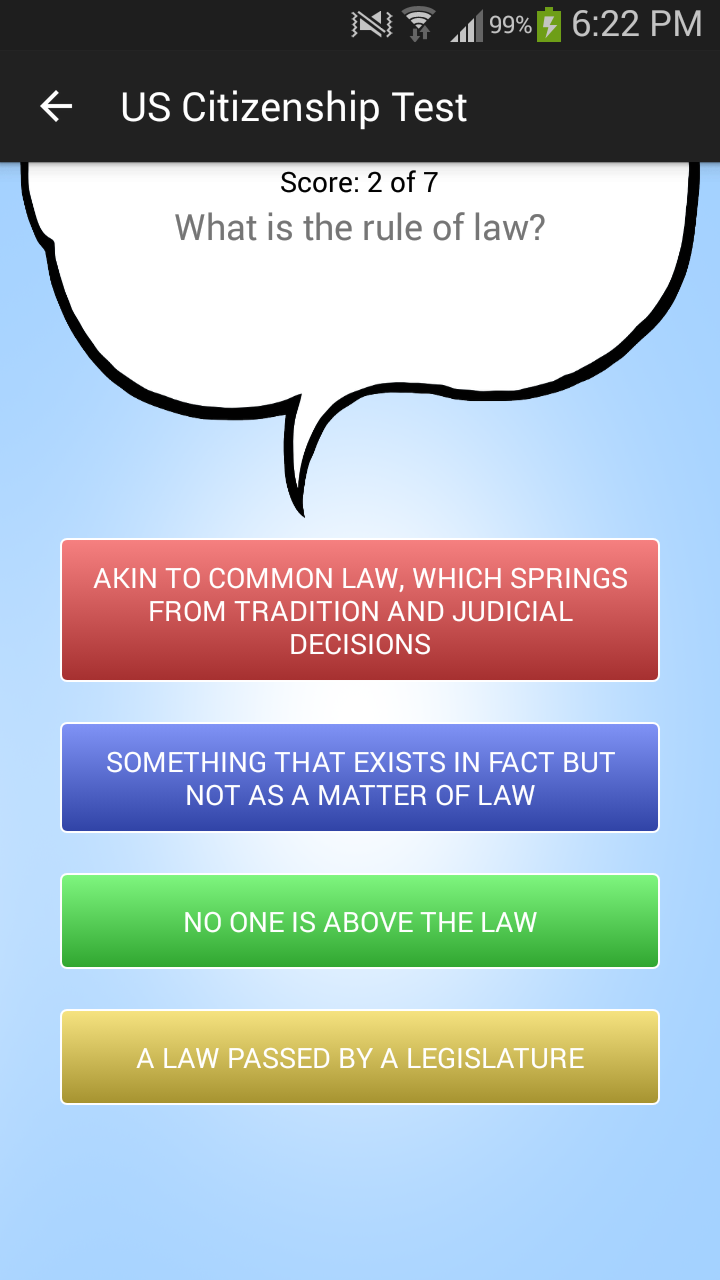 99% 6:22 PM
US Citizenship Test
Score: 2 of 7
What is the rule of law?
AKIN TO COMMON LAW, WHICH SPRINGS
FROM TRADITION AND JUDICIAL
DECISIONS
SOMETHING THAT EXISTS IN FACT BUT
NOT AS A MATTER OF LAW
NO ONE IS ABOVE THE LAW
A LAW PASSED BY A LEGISLATURE